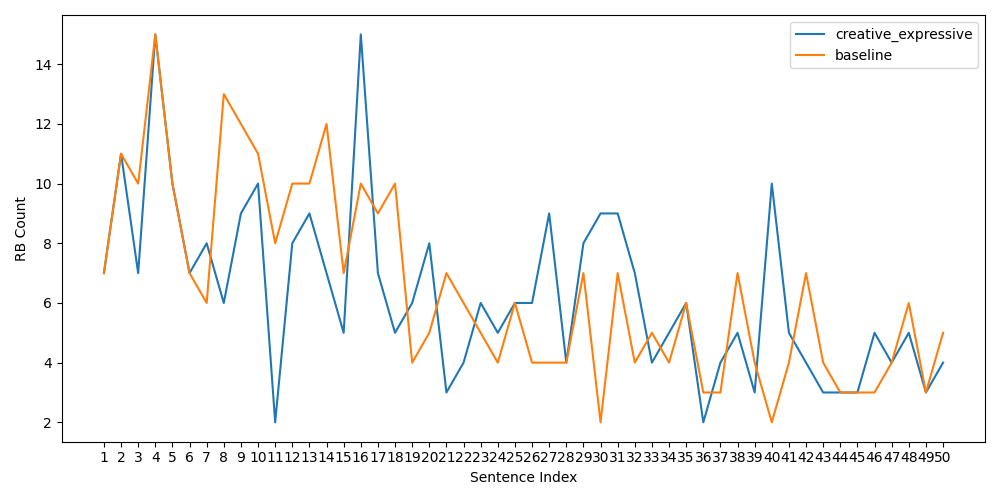 creative_expressive
baseline
14
12
10
8
6
4
2
RB Count
1 2 3 4 5 6 7 8 9 10 11 12 13 14 15 16 17 18 19 20 21 22 23 24 25 26 27 28 29 30 31 32 33 34 35 36 37 38 39 40 41 42 43 44 45 46 47 48 49 50
Sentence Index